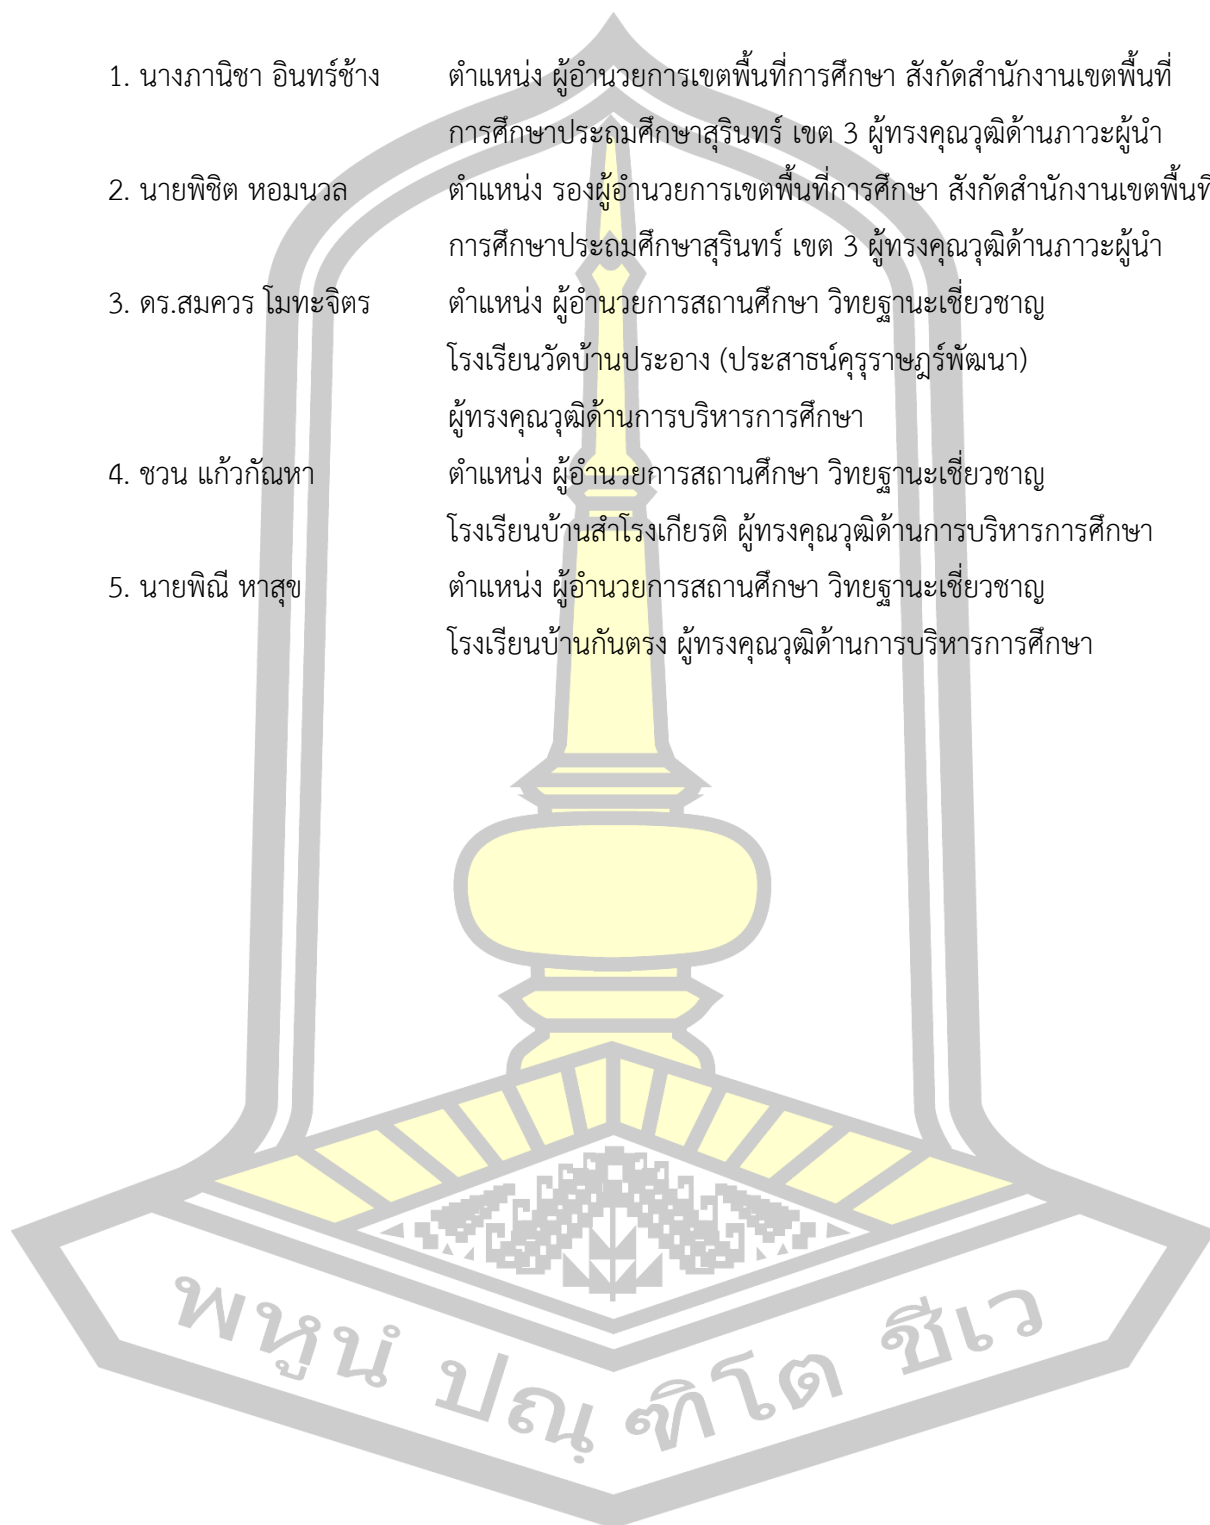 1. นางภานิชา อินทร์ช้าง ตำแหน่ง ผู้อำนวยการเขตพื้นที่การศึกษา สังกัดสำนักงานเขตพื้นที่
การศึกษาประถมศึกษาสุรินทร์ เขต 3 ผู้ทรงคุณวุฒิด้านภาวะผู้นำ
2. นายพิชิต หอมนวล ตำแหน่ง รองผู้อำนวยการเขตพื้นที่การศึกษา สังกัดสำนักงานเขตพื้นที่
การศึกษาประถมศึกษาสุรินทร์ เขต 3 ผู้ทรงคุณวุฒิด้านภาวะผู้นำ
3. ดร.สมควร โมทะจิตร ตำแหน่ง ผู้อำนวยการสถานศึกษา วิทยฐานะเชี่ยวชาญ
โรงเรียนวัดบ้านประอาง (ประสาธน์คุรุราษฎร์พัฒนา)
ผู้ทรงคุณวุฒิด้านการบริหารการศึกษา
4. ชวน แก้วกัณหา ตำแหน่ง ผู้อำนวยการสถานศึกษา วิทยฐานะเชี่ยวชาญ
โรงเรียนบ้านสำโรงเกียรติ ผู้ทรงคุณวุฒิด้านการบริหารการศึกษา
5. นายพิณี หาสุข ตำแหน่ง ผู้อำนวยการสถานศึกษา วิทยฐานะเชี่ยวชาญ
โรงเรียนบ้านกันตรง ผู้ทรงคุณวุฒิด้านการบริหารการศึกษา
พหูนํ ปณฺฑิโต ชีเว